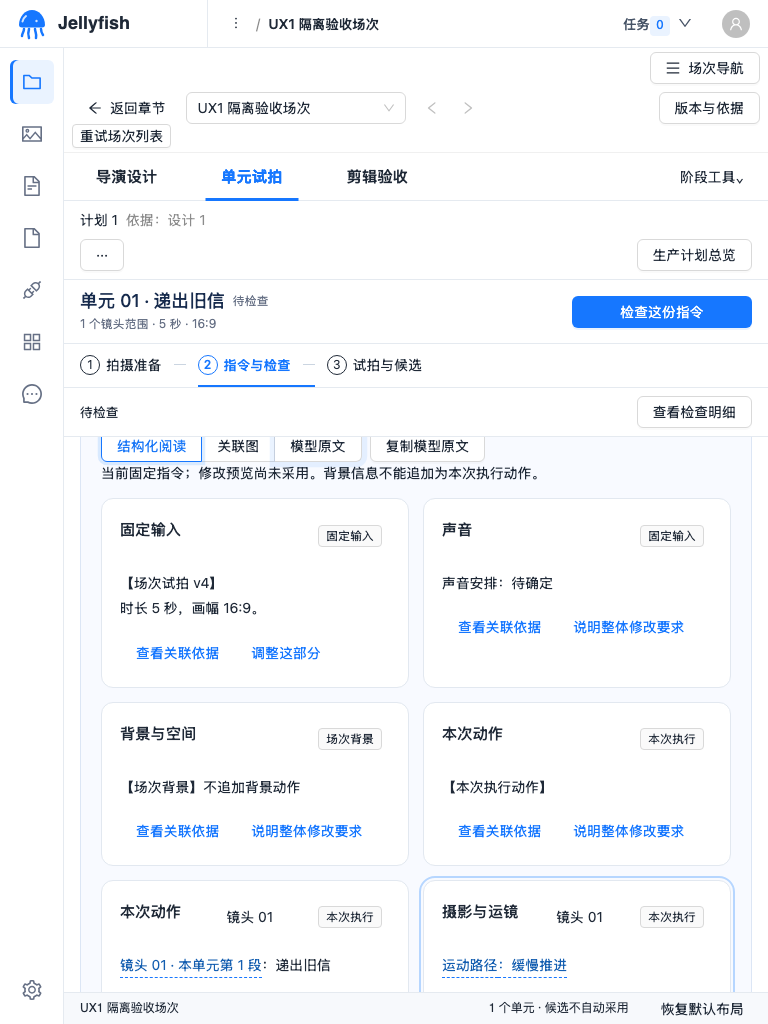 Jellyfish
⋮ / UX1 隔离验收场次
任务 0
场次导航
返回章节
UX1 隔离验收场次
版本与依据
重试场次列表
导演设计
单元试拍
剪辑验收
阶段工具
计划 1 依据：设计 1
...
生产计划总览
单元 01 · 递出旧信 待检查
1 个镜头范围 · 5 秒 · 16:9
检查这份指令
1 拍摄准备
2 指令与检查
3 试拍与候选
待检查
查看检查明细
结构化阅读
关联图
模型原文
复制模型原文
当前固定指令；修改预览尚未采用。背景信息不能追加为本次执行动作。
固定输入
固定输入
【场次试拍 v4】
时长 5 秒，画幅 16:9。
查看关联依据
调整这部分
声音
固定输入
声音安排：待确定
查看关联依据
说明整体修改要求
背景与空间
场次背景
【场次背景】不追加背景动作
查看关联依据
说明整体修改要求
本次动作
本次执行
【本次执行动作】
查看关联依据
说明整体修改要求
本次动作
镜头 01
本次执行
镜头 01 · 本单元第 1 段：递出旧信
摄影与运镜
镜头 01
本次执行
运动路径：缓慢推进
UX1 隔离验收场次
1 个单元 · 候选不自动采用
恢复默认布局